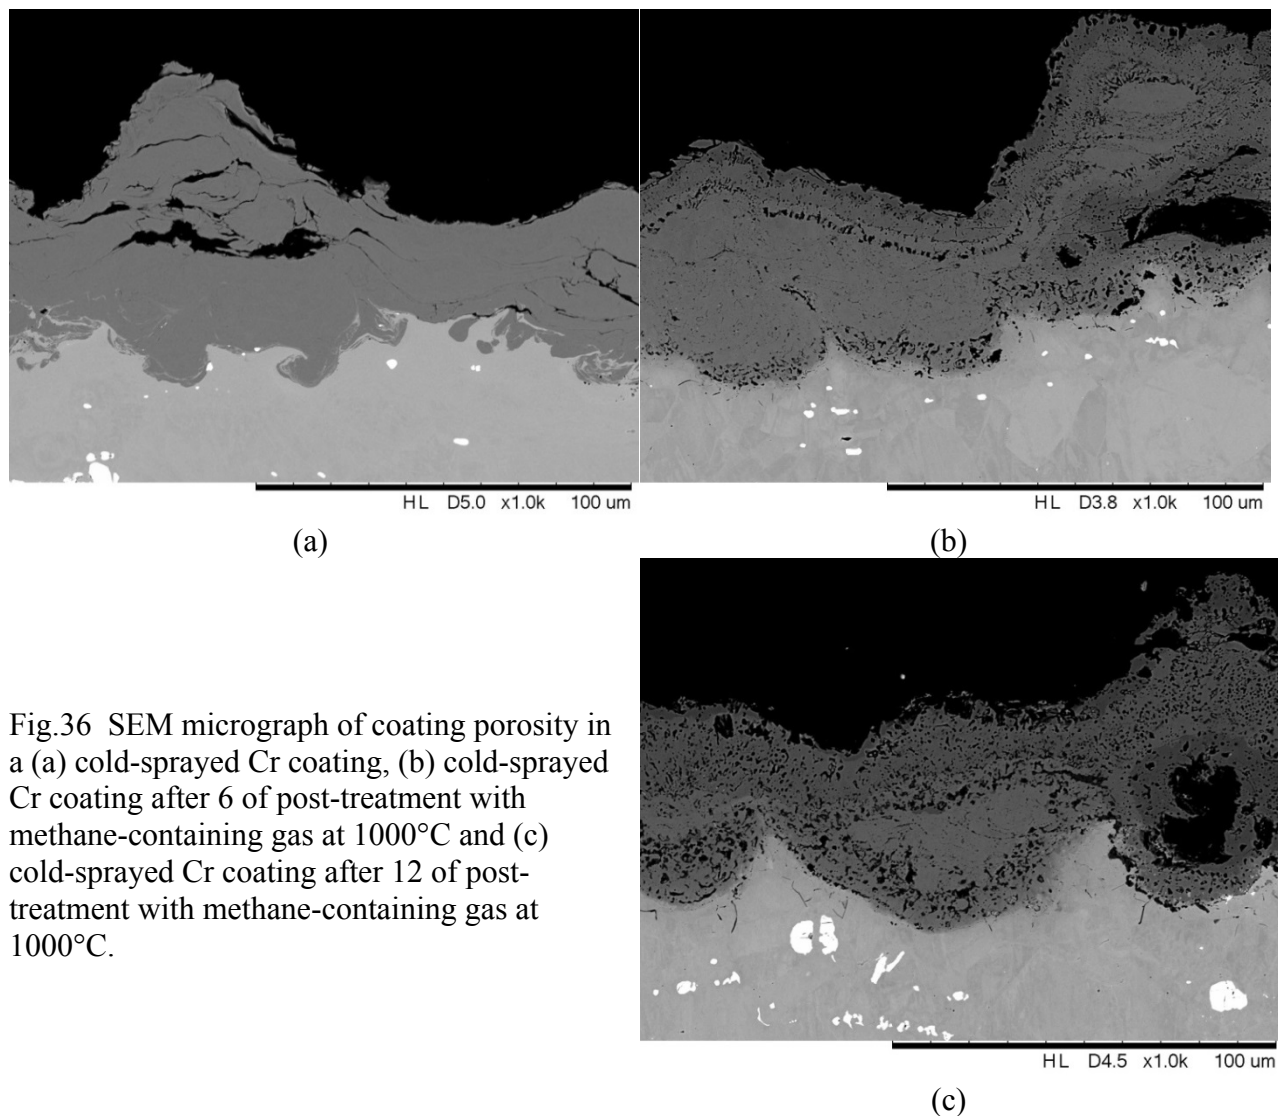 HL D5.0 x1.0k 100 um
HL D3.8 x1.0k 100 um
(a)
(b)
Fig.36 SEM micrograph of coating porosity in
a (a) cold-sprayed Cr coating, (b) cold-sprayed
Cr coating after 6 of post-treatment with
methane-containing gas at 1000°C and (c)
cold-sprayed Cr coating after 12 of post-
treatment with methane-containing gas at
1000°C.
HL D4.5 x1.0k 100 um
(c)